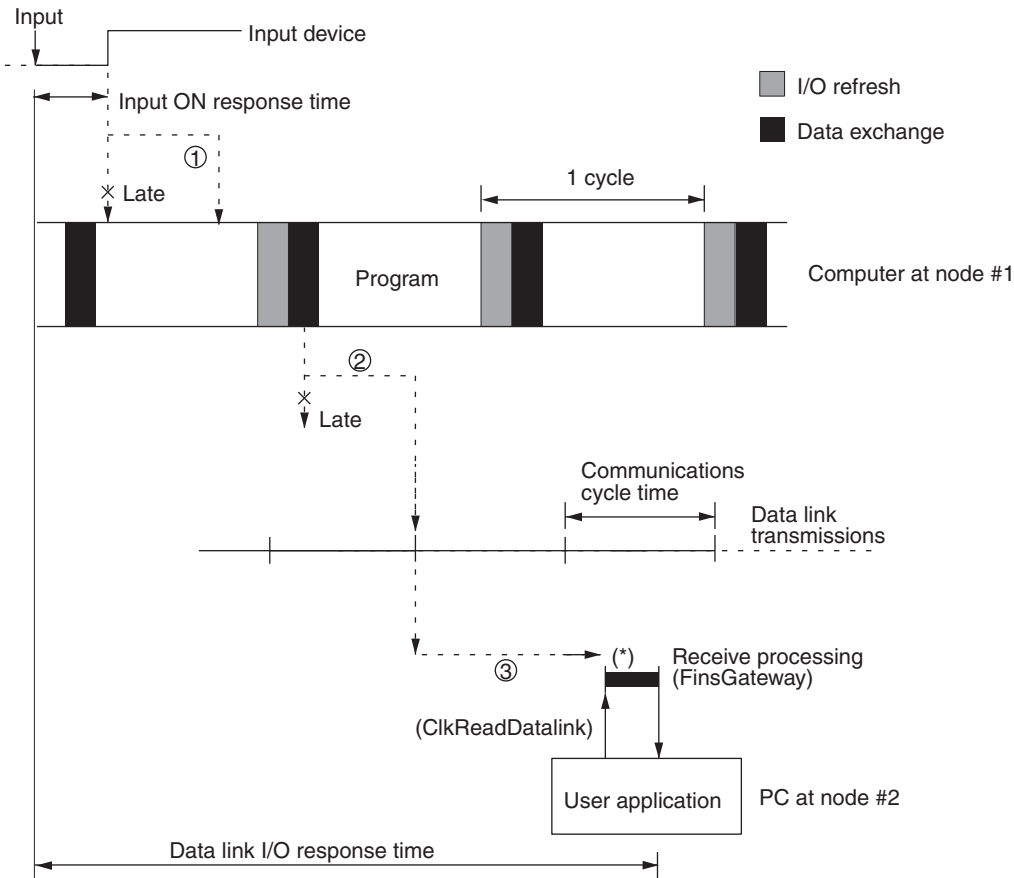 Input
Input device
Input ON response time
I/O refresh
Data exchange
①
Late
1 cycle
Program
Computer at node #1
②
Late
Communications
cycle time
Data link
transmissions
③
(*)
Receive processing
(FinsGateway)
(ClkReadDatalink)
User application
PC at node #2
Data link I/O response time